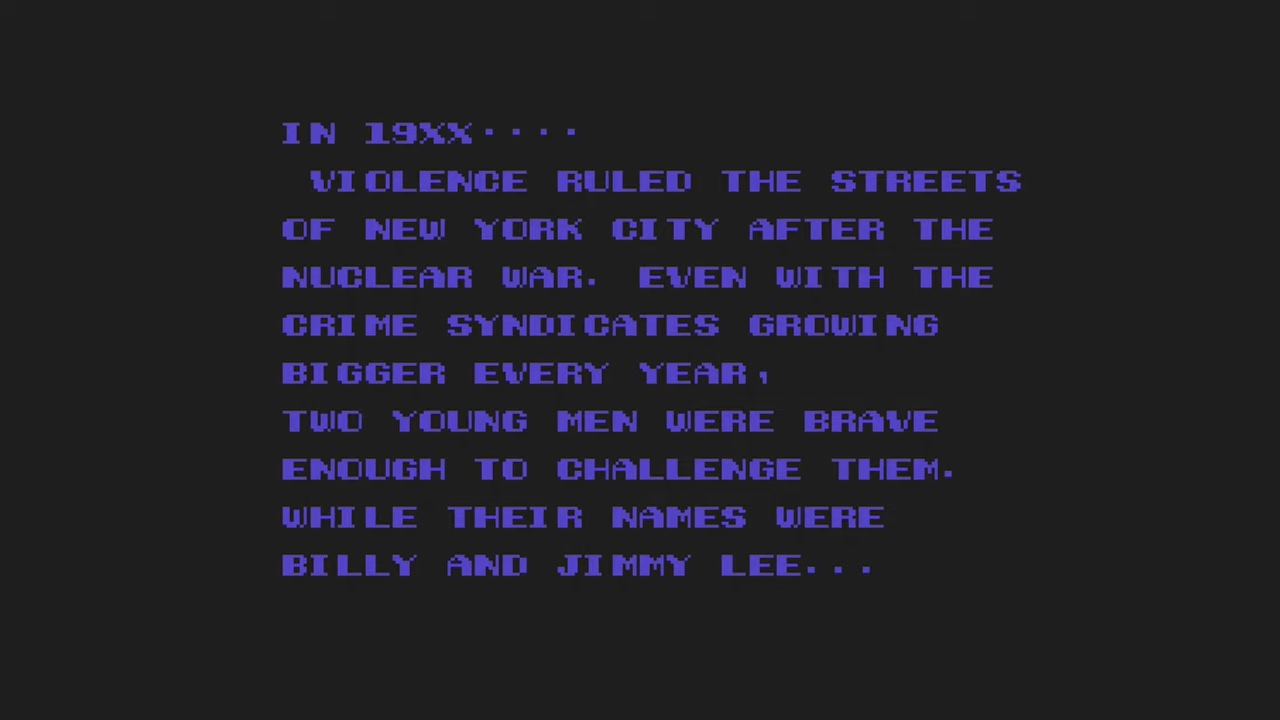 IN 19XX····
VIOLENCE RULED THE STREETS
OF NEW YORK CITY AFTER THE
NUCLEAR WAR. EVEN WITH THE
CRIME SYNDICATES GROWING
BIGGER EVERY YEAR,
TWO YOUNG MEN WERE BRAVE
ENOUGH TO CHALLENGE THEM.
WHILE THEIR NAMES WERE
BILLY AND JIMMY LEE...